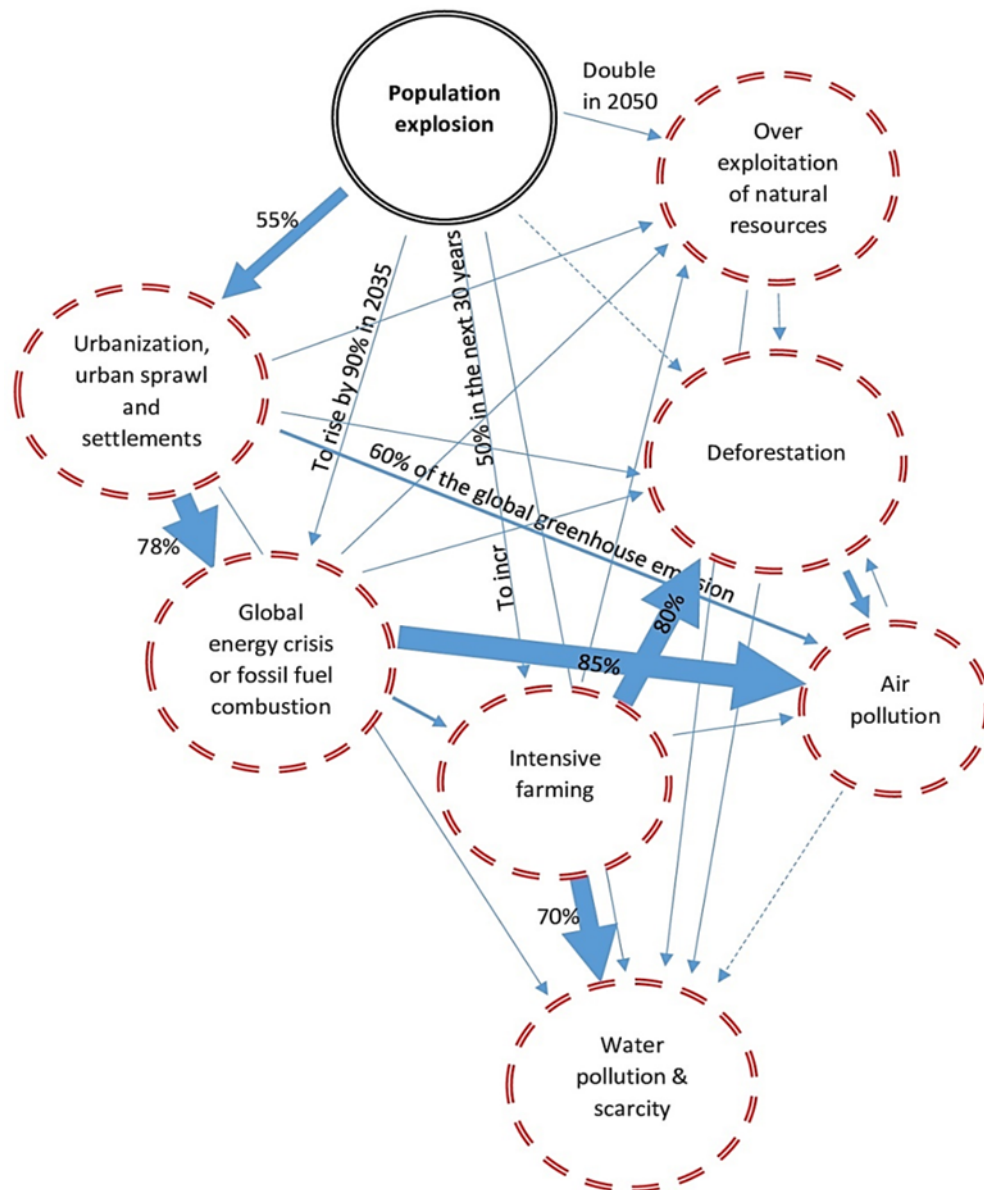 Population
explosion
Double
in 2050
Over
exploitation
of natural
resources
55%
Urbanization,
urban sprawl
and
settlements
To rise by 90% in 2035
50% in the next 30 years
To incr
Deforestation
60% of the global greenhouse emission
78%
80%
85%
Global
energy crisis
or fossil fuel
combustion
Air
pollution
Intensive
farming
70%
Water
pollution &
scarcity